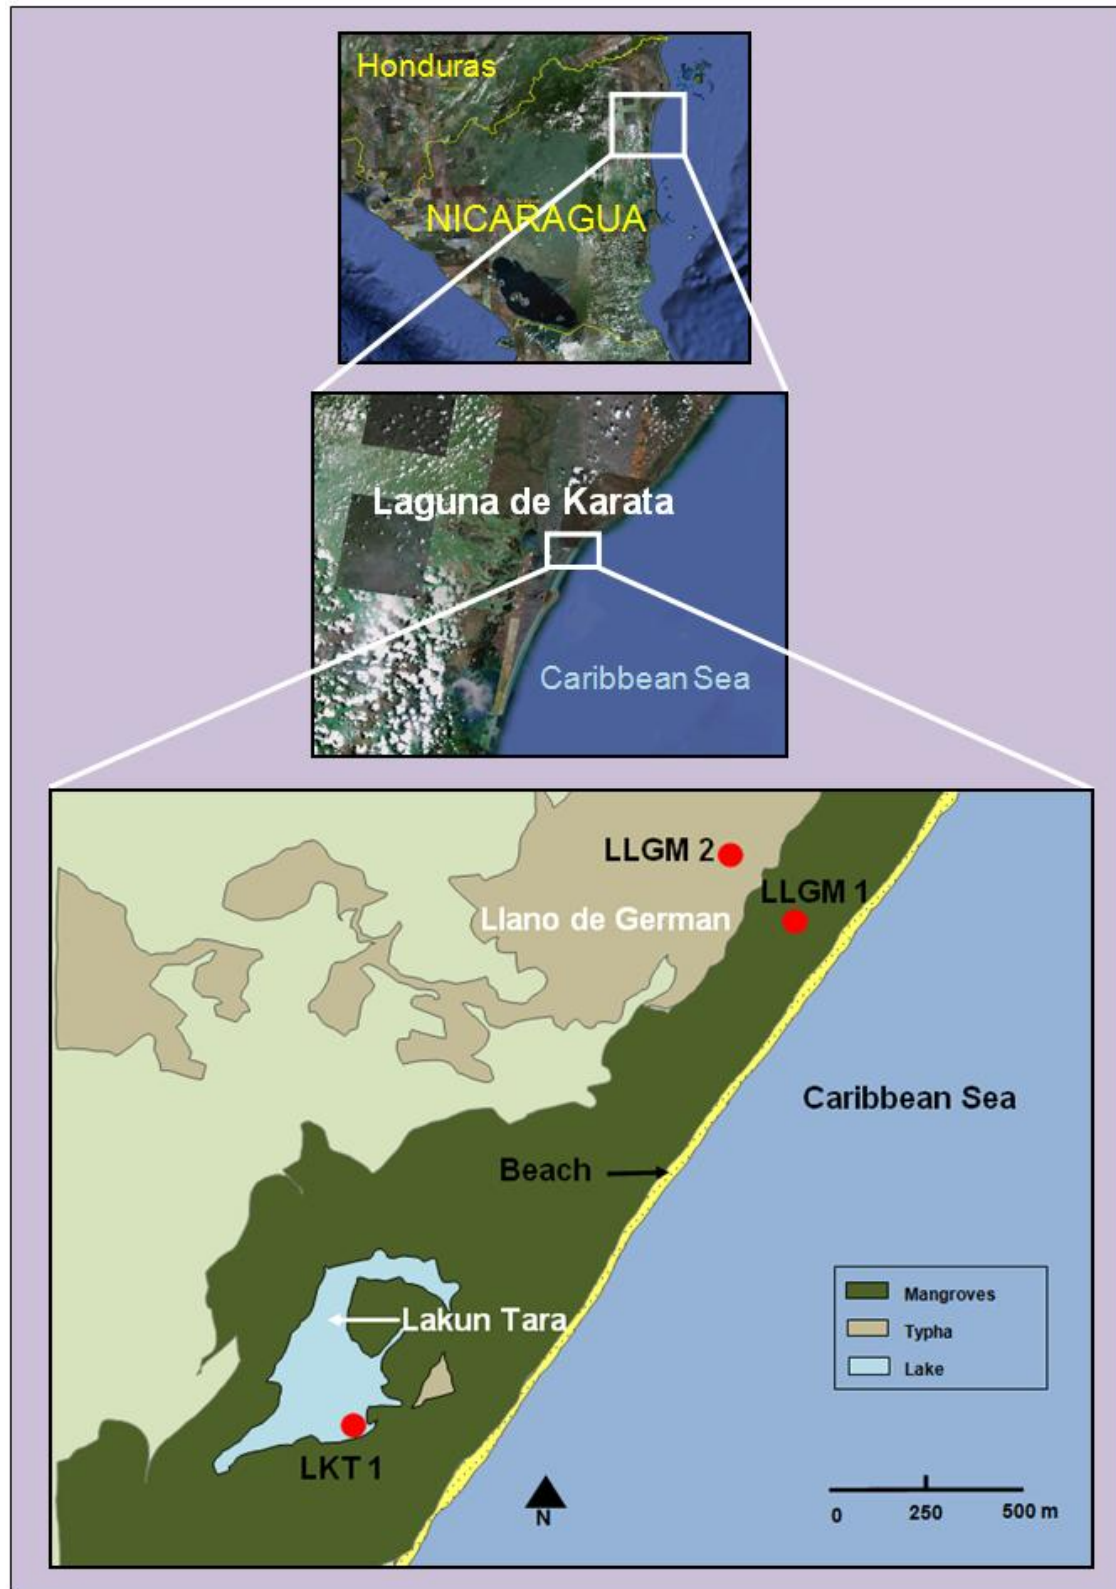 Honduras
NICARAGUA
Laguna de Karata
Caribbean Sea
LLGM 2
LLGM 1
Llano de German
Caribbean Sea
Beach
Lakun Tara
Mangroves
Typha
Lake
LKT 1
N
0 250 500 m